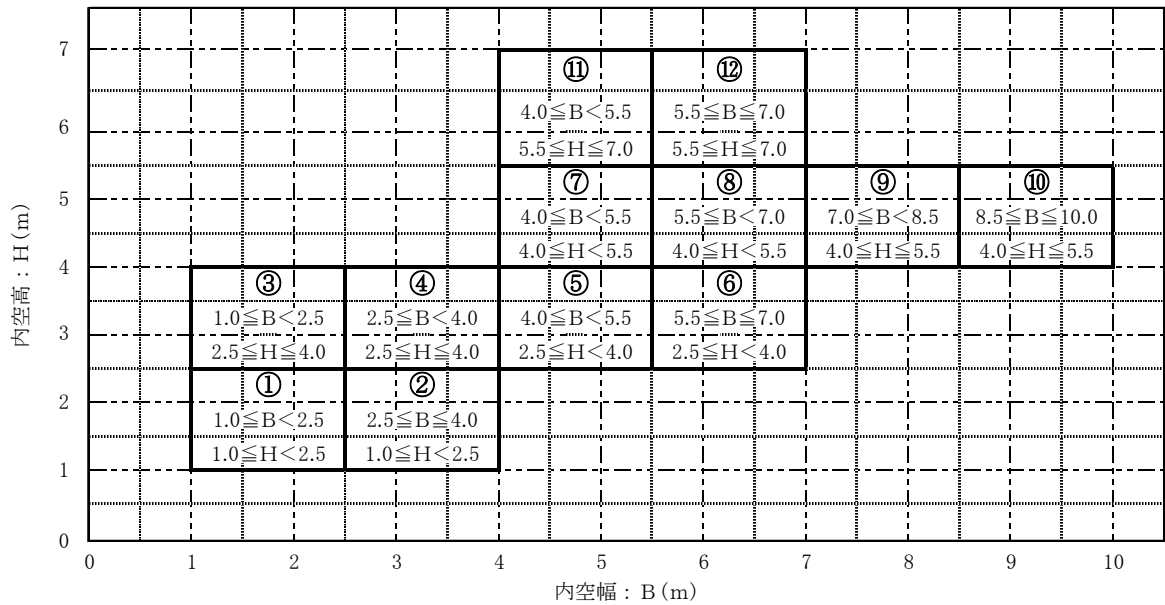 7
6
5
4
3
2
1
0
内空高：H(m)
⑪
4.0≦B＜5.5
5.5≦H≦7.0
⑫
5.5≦B≦7.0
5.5≦H≦7.0
⑦
4.0≦B＜5.5
4.0≦H＜5.5
⑧
5.5≦B＜7.0
4.0≦H＜5.5
⑨
7.0≦B＜8.5
4.0≦H≦5.5
⑩
8.5≦B≦10.0
4.0≦H≦5.5
③
1.0≦B＜2.5
2.5≦H≦4.0
④
2.5≦B＜4.0
2.5≦H≦4.0
⑤
4.0≦B＜5.5
2.5≦H＜4.0
⑥
5.5≦B≦7.0
2.5≦H＜4.0
①
1.0≦B＜2.5
1.0≦H＜2.5
②
2.5≦B≦4.0
1.0≦H＜2.5
0 1 2 3 4 5 6 7 8 9 10
内空幅：B(m)